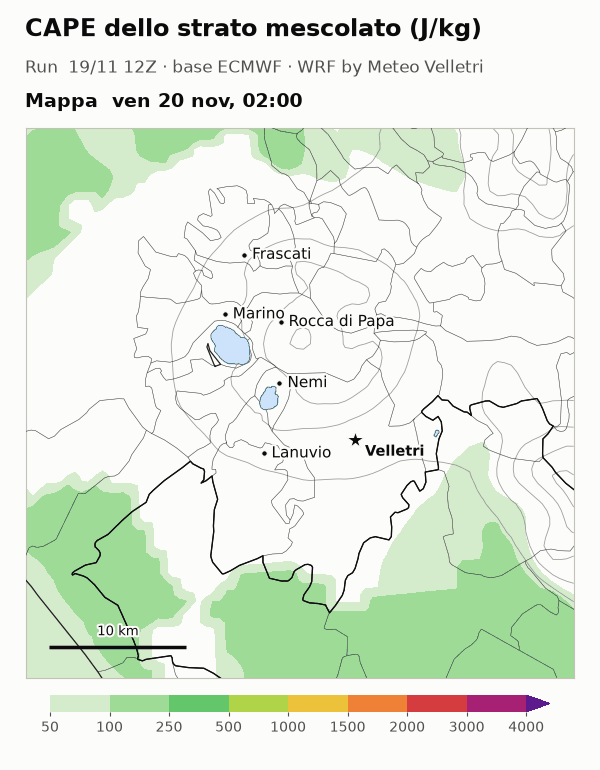 CAPE dello strato mescolato (J/kg)
Run  19/11 12Z · base ECMWF · WRF by Meteo Velletri
Mappa  ven 20 nov, 02:00
Frascati
Marino
Rocca di Papa
Nemi
Velletri
Lanuvio
10 km
50 100 250 500 1000 1500 2000 3000 4000